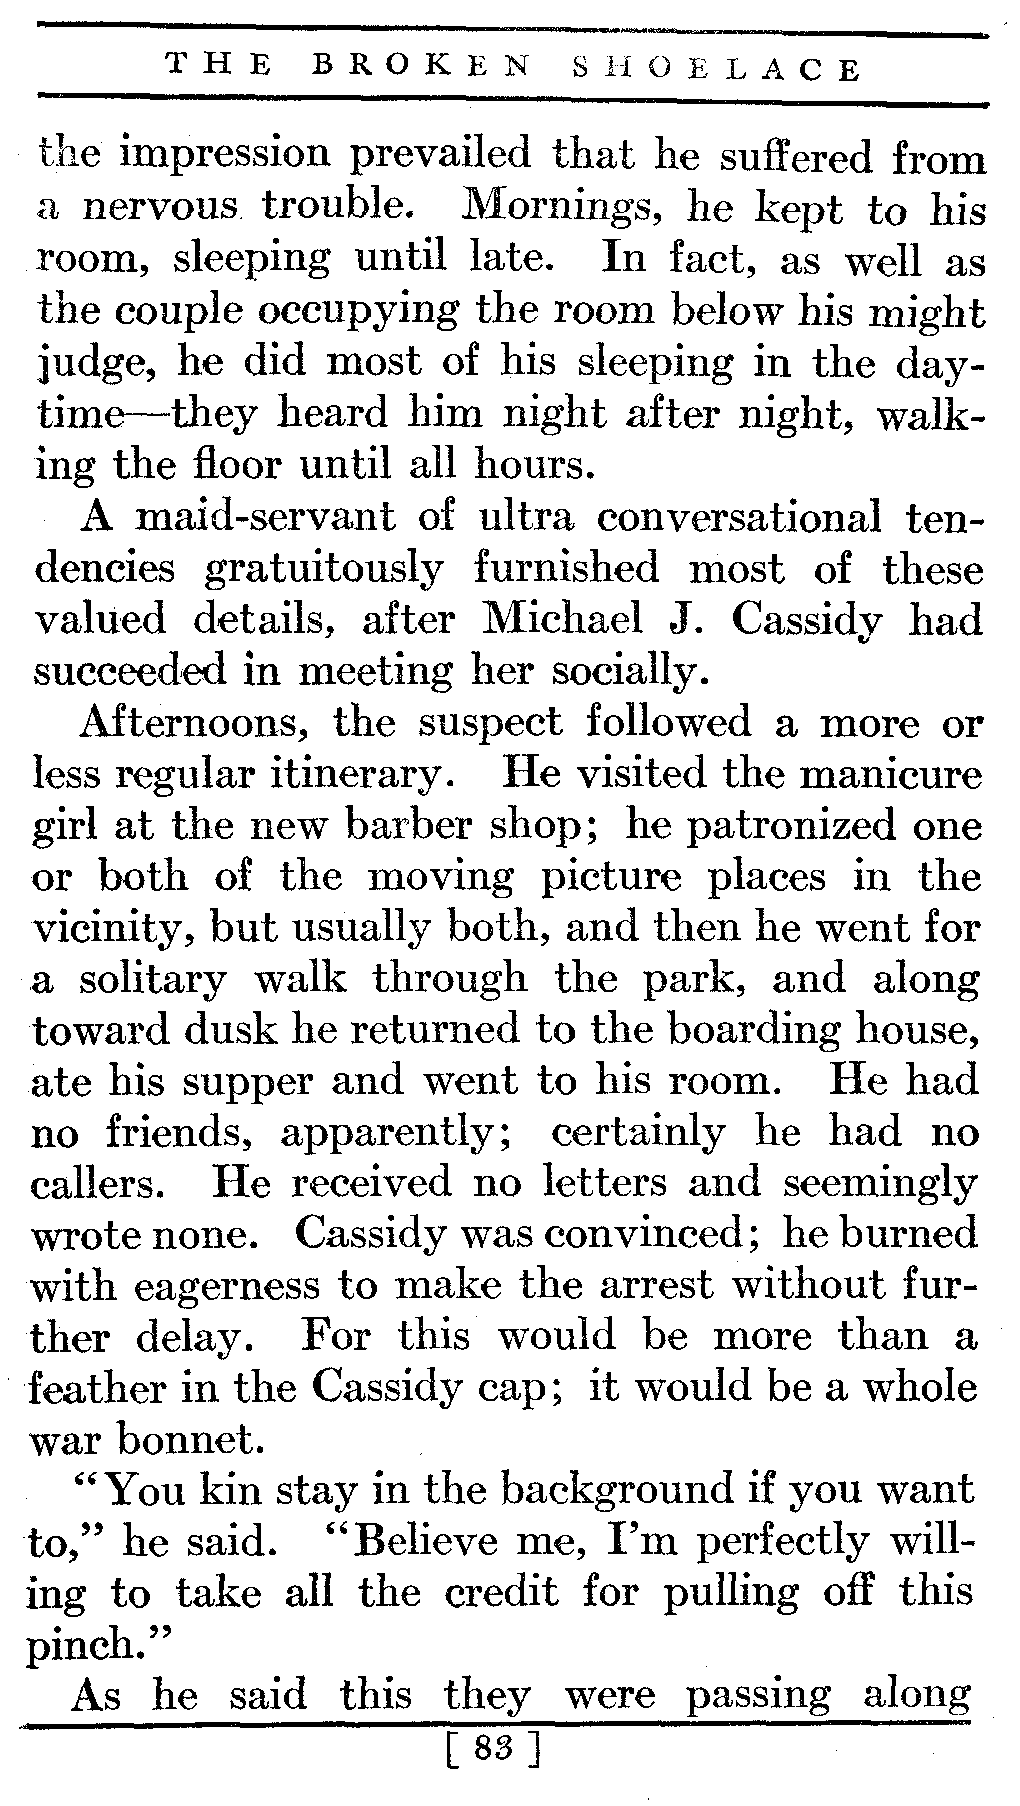 THE BROKEN SHOELACE
the impression prevailed that he suffered from
a nervous trouble. Mornings, he kept to his
room, sleeping until late. In fact, as well as
the couple occupying the room below his might
judge, he did most of his sleeping in the day-
time—they heard him night after night, walk-
ing the floor until all hours.
A maid-servant of ultra conversational ten-
dencies gratuitously furnished most of these
valued details, after Michael J. Cassidy had
succeeded in meeting her socially.
Afternoons, the suspect followed a more or
less regular itinerary. He visited the manicure
girl at the new barber shop; he patronized one
or both of the moving picture places in the
vicinity, but usually both, and then he went for
a solitary walk through the park, and along
toward dusk he returned to the boarding house,
ate his supper and went to his room. He had
no friends, apparently; certainly he had no
callers. He received no letters and seemingly
wrote none. Cassidy was convinced; he burned
with eagerness to make the arrest without fur-
ther delay. For this would be more than a
feather in the Cassidy cap; it would be a whole
war bonnet.
“You kin stay in the background if you want
to,” he said. “Believe me, I’m perfectly will-
ing to take all the credit for pulling off this
pinch.”
As he said this they were passing along
[ 83 ]